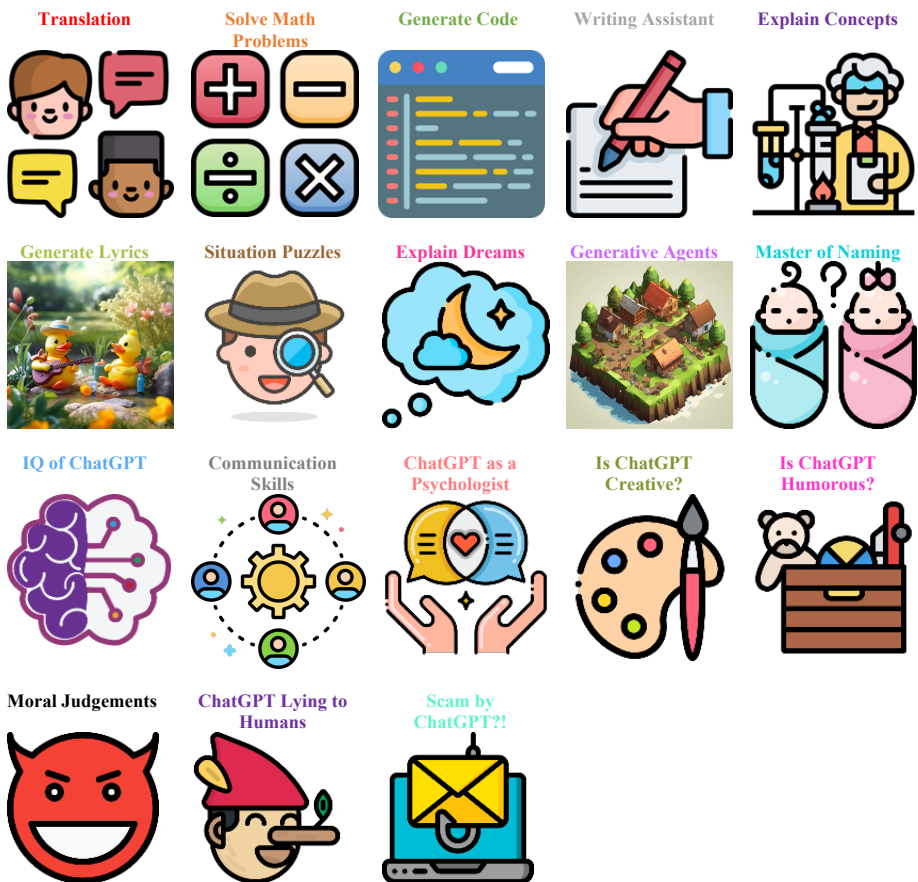 Translation
Solve Math
Problems
Generate Code
Writing Assistant
Explain Concepts
Generate Lyrics
Situation Puzzles
Explain Dreams
Generative Agents
Master of Naming
IQ of ChatGPT
Communication
Skills
ChatGPT as a
Psychologist
Is ChatGPT
Creative?
Is ChatGPT
Humorous?
Moral Judgements
ChatGPT Lying to
Humans
Scam by
ChatGPT?!